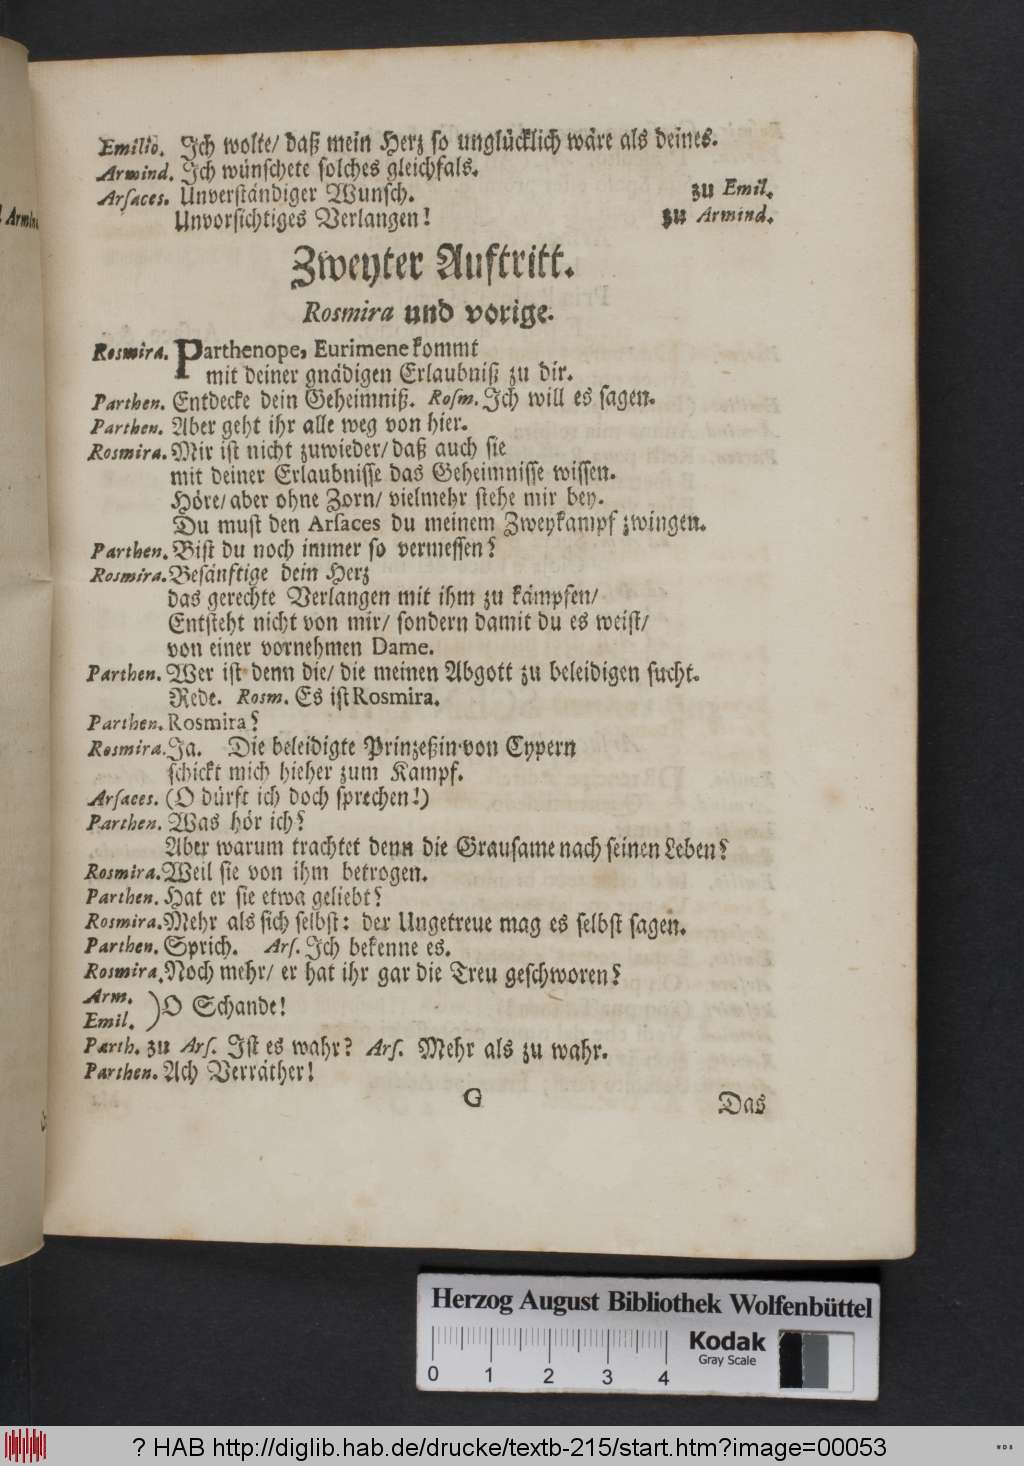 Emilio. Ich wolte/ daß mein Herz so unglücklich wäre als deines.
Armind. Ich wünschete solches gleichfals.
Arsaces. Unverständiger Wunsch. zu Emil.
Unvorsichtiges Verlangen! zu Armind.
Zweyter Auftritt.
Rosmira und vorige.
Rosmira. Parthenope, Eurimene kommt
mit deiner gnädigen Erlaubniß zu dir.
Parthen. Entdecke dein Geheimniß. Rosm. Ich will es sagen.
Parthen. Aber geht ihr alle weg von hier.
Rosmira. Mir ist nicht zuwieder/ daß auch sie
mit deiner Erlaubnisse das Geheimnisse wissen.
Höre/ aber ohne Zorn/ vielmehr stehe mir bey.
Du must den Arsaces du meinem Zweykampf zwingen.
Parthen. Bist du noch immer so vermessen?
Rosmira. Besänftige dein Herz
das gerechte Verlangen mit ihm zu kämpfen/
Entsteht nicht von mir/ sondern damit du es weist/
von einer vornehmen Dame.
Parthen. Wer ist denn die/ die meinen Abgott zu beleidigen sucht.
Rede. Rosm. Es ist Rosmira.
Parthen. Rosmira?
Rosmira. Ja. Die beleidigte Prinzeßin von Cypern
schickt mich hieher zum Kampf.
Arsaces. (O dürft ich doch sprechen!)
Parthen. Was hör ich?
Aber warum trachtet denn die Grausame nach seinen Leben?
Rosmira. Weil sie von ihm betrogen.
Parthen. Hat er sie etwa geliebt?
Rosmira. Mehr als sich selbst: der Ungetreue mag es selbst sagen.
Parthen. Sprich. Ars. Ich bekenne es.
Rosmira. Noch mehr/ er hat ihr gar die Treu geschworen?
Arm.
Emil. ) O Schande!
Parth. zu Ars. Ist es wahr? Ars. Mehr als zu wahr.
Parthen. Ach Verräther!
G Das
Herzog August Bibliothek Wolfenbüttel
0 1 2 3 4
Kodak
Gray Scale
? HAB http://diglib.hab.de/drucke/textb-215/start.htm?image=00053